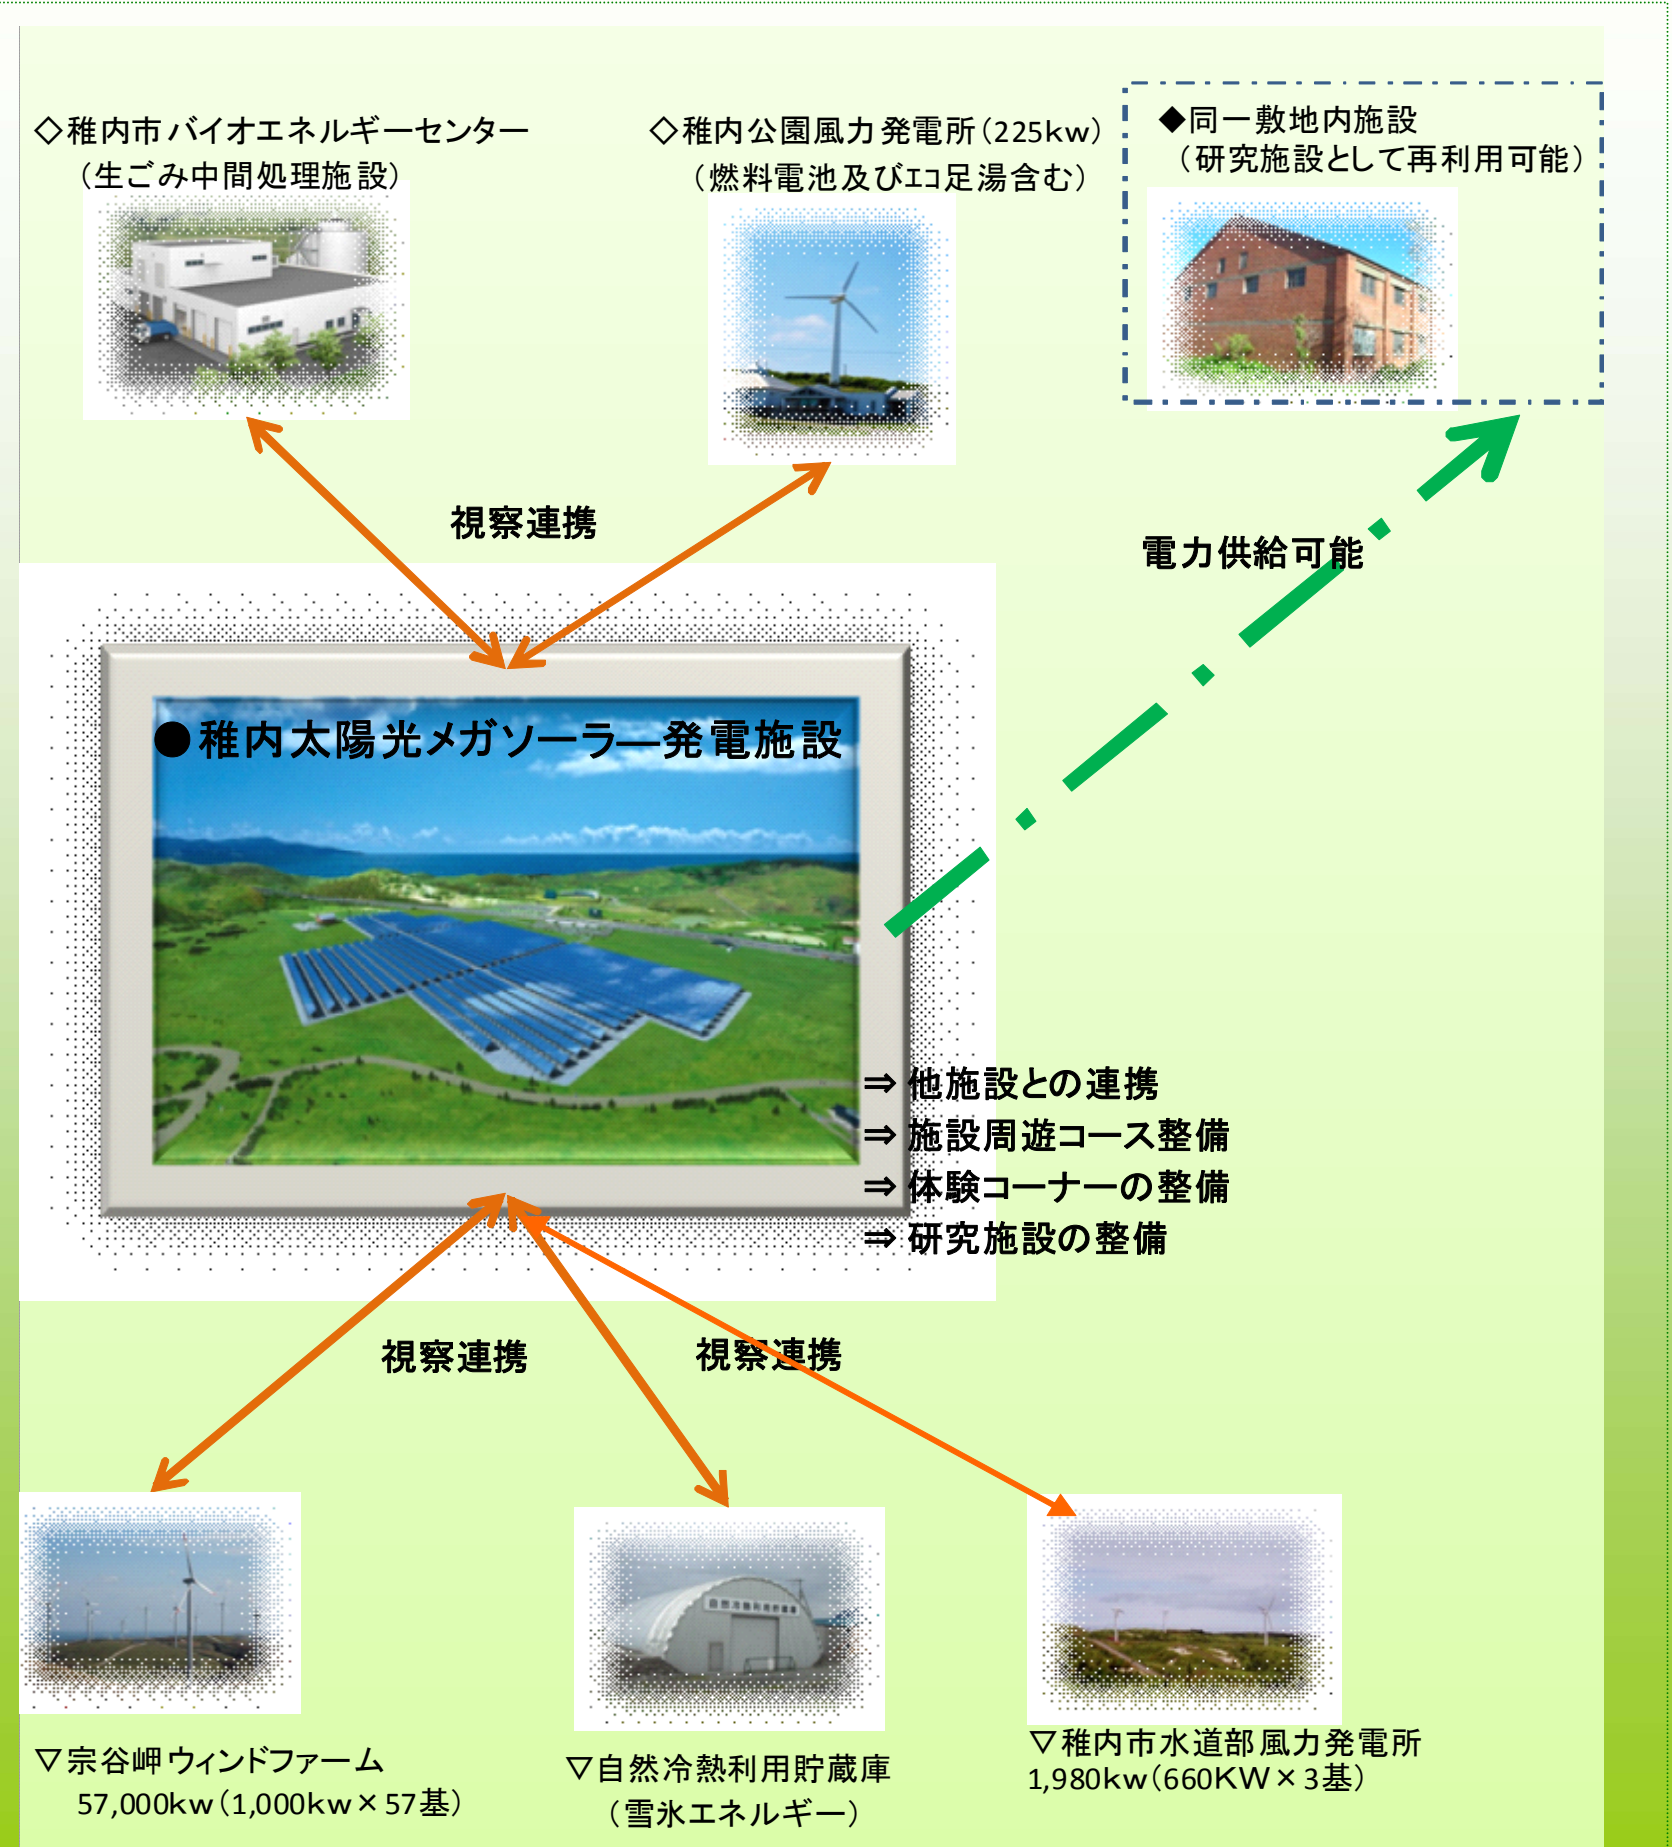 ◇稚内市バイオエネルギーセンター
（生ごみ中間処理施設）
◇稚内公園風力発電所（225kw）
（燃料電池及びｴｺ足湯含む）
◆同一敷地内施設
（研究施設として再利用可能）
視察連携
電力供給可能
●稚内太陽光メガソーラ―発電施設
⇒他施設との連携
⇒施設周遊コース整備
⇒体験コーナーの整備
⇒研究施設の整備
視察連携
視察連携
自然冷熱利用貯蔵庫
▽宗谷岬ウィンドファーム
57,000kw（1,000kw×57基）
▽自然冷熱利用貯蔵庫
（雪氷エネルギー）
▽稚内市水道部風力発電所
1,980kw（660KW×3基）